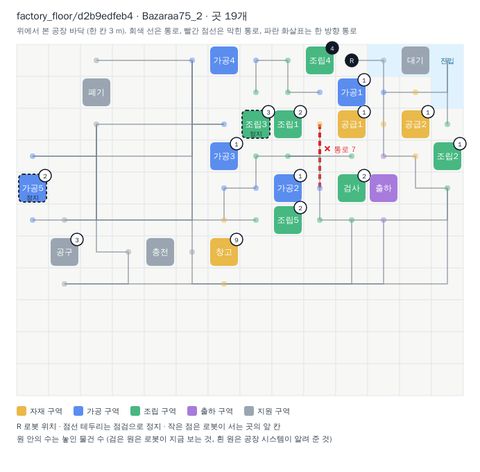 factory_floor/d2b9edfeb4 · Bazaraa75_2 · 곳 19개
위에서 본 공장 바닥 (한 칸 3 m). 회색 선은 통로, 빨간 점선은 막힌 통로, 파란 화살표는 한 방향 통로
4
가공4 조립4 R 대기 진입
1
폐기 가공1
3 2 1 1
조립3 조립1 공급1 공급2
정지
✕ 통로 7
1 1
가공3 조립2
2 1 2
가공5 가공2 검사 출하
정지
2
조립5
3 9
공구 충전 창고
자재 구역 가공 구역 조립 구역 출하 구역 지원 구역
R 로봇 위치 · 점선 테두리는 점검으로 정지 · 작은 점은 로봇이 서는 곳의 앞 칸
원 안의 수는 놓인 물건 수 (검은 원은 로봇이 지금 보는 것, 흰 원은 공장 시스템이 알려 준 것)